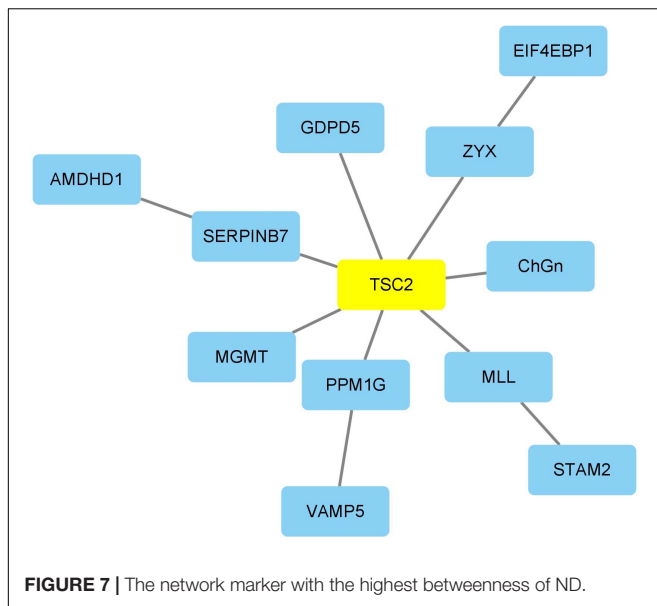 EIF4EBP1
GDPD5
ZYX
AMDHD1
SERPINB7
ChGn
TSC2
MGMT
PPM1G
MLL
STAM2
VAMP5
FIGURE 7 | The network marker with the highest betweenness of ND.